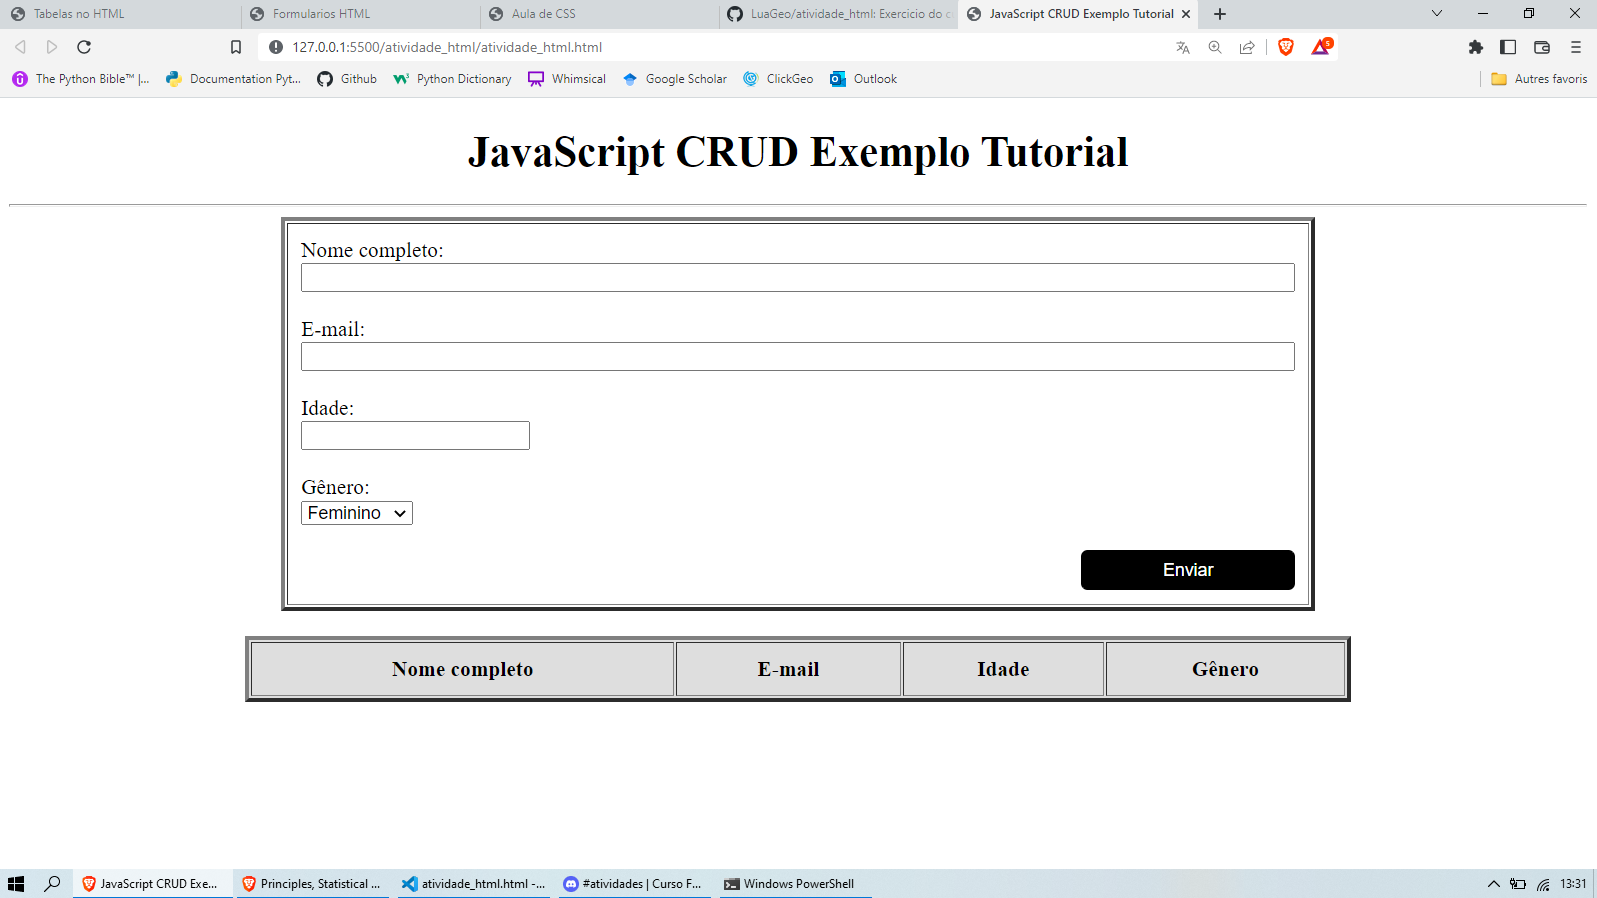 Tabelas no HTML
Formularios HTML
Aula de CSS
LuaGeo/atividade_html: Exercicio do c
JavaScript CRUD Exemplo Tutorial
127.0.0.1:5500/atividade_html/atividade_html.html
5
The Python Bible™ |...
Documentation Pyt...
Github
Python Dictionary
Whimsical
Google Scholar
ClickGeo
Outlook
Autres favoris
JavaScript CRUD Exemplo Tutorial
Nome completo:
E-mail:
Idade:
Gênero:
Feminino
Enviar
Nome completo E-mail Idade Gênero
JavaScript CRUD Exe...
Principles, Statistical ...
atividade_html.html -...
#atividades | Curso F...
Windows PowerShell
13:31